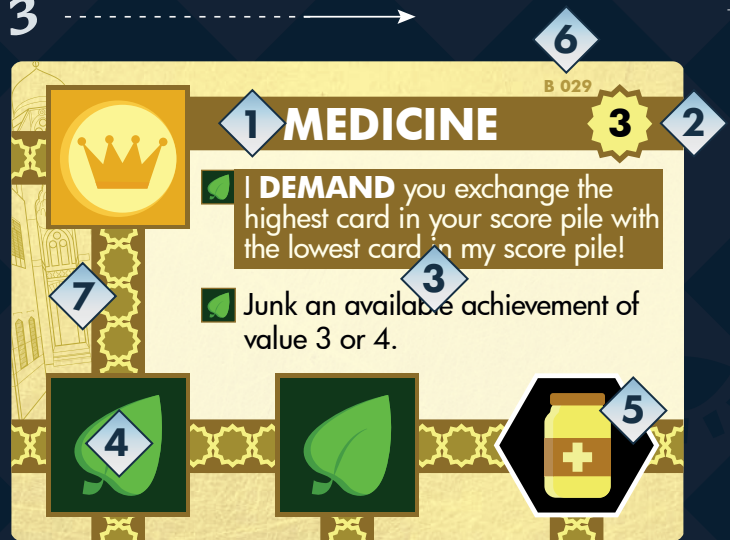 3
6
B 029
1 MEDICINE 3 2
I DEMAND you exchange the
highest card in your score pile with
the lowest card in my score pile!
3
7
Junk an available achievement of
value 3 or 4.
5
4